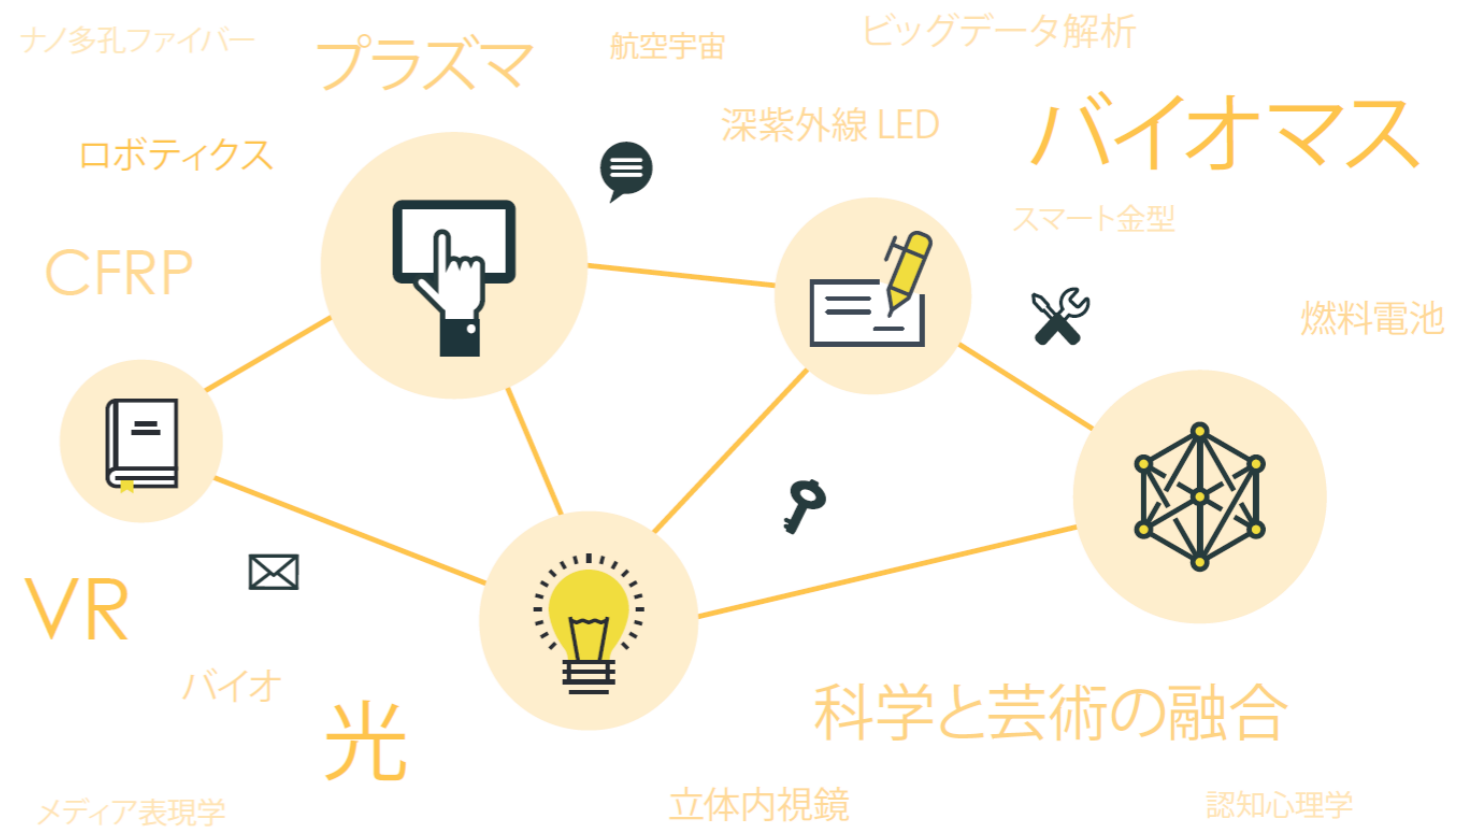 ナノ多孔ファイバー
プラズマ
航空宇宙
ビッグデータ解析
深紫外線 LED
バイオマス
ロボティクス
スマート金型
CFRP
燃料電池
VR
バイオ
光
科学と芸術の融合
メディア表現学
立体内視鏡
認知心理学